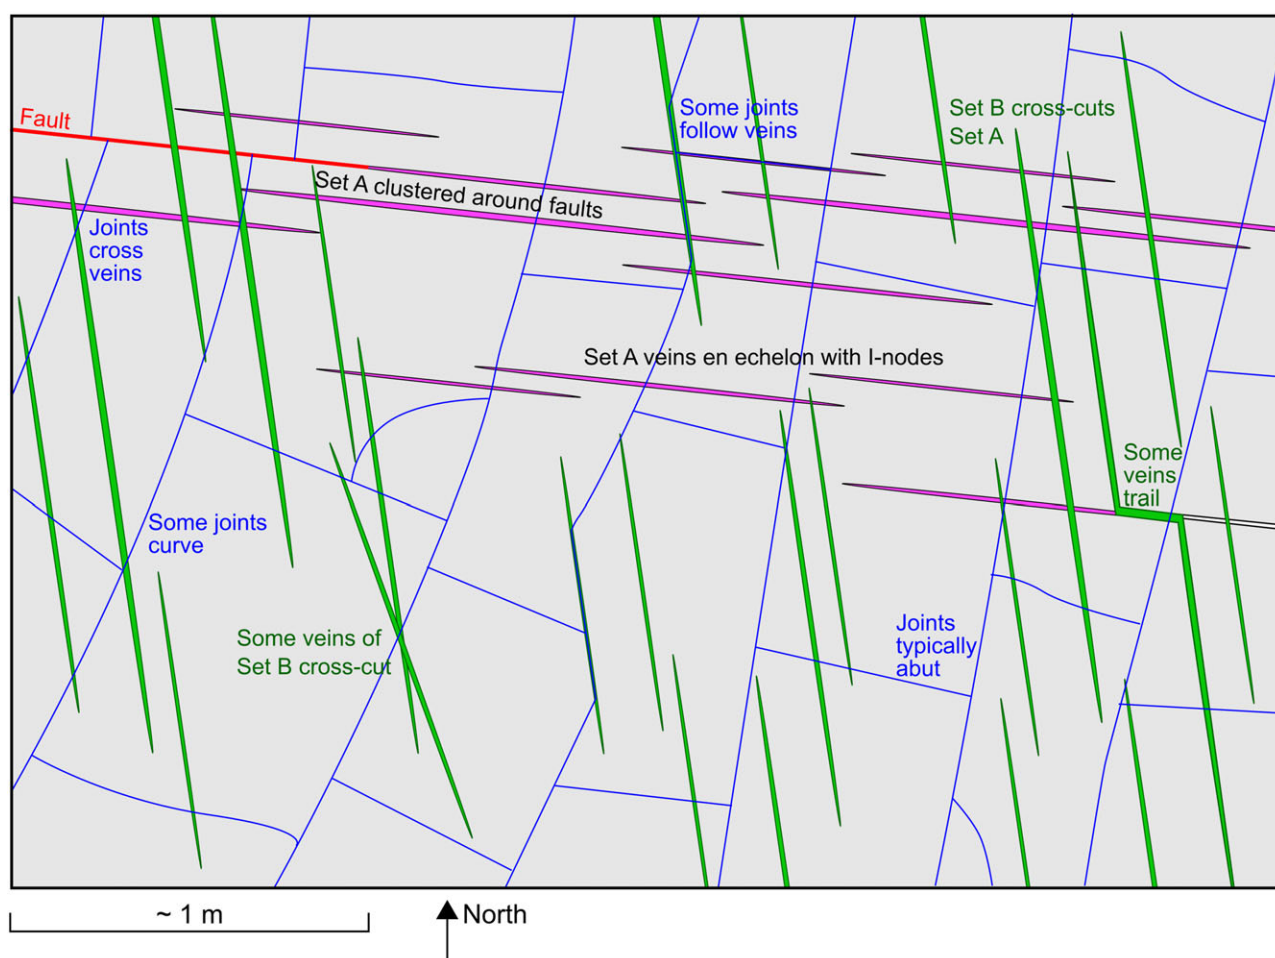 Fault
Some joints
follow veins
Set B cross-cuts
Set A
Set A clustered around faults
Joints
cross
veins
Set A veins en echelon with I-nodes
Some
veins
trail
Some joints
curve
Some veins of
Set B cross-cut
Joints
typically
abut
~ 1 m
North